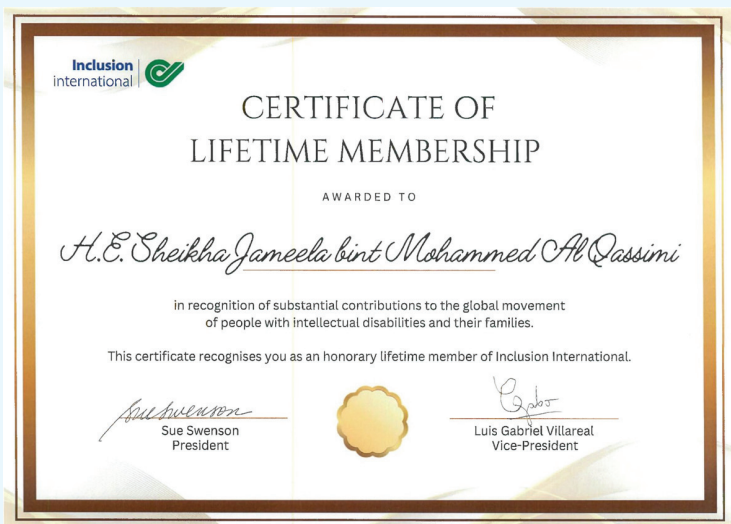 Inclusion
international
CERTIFICATE OF
LIFETIME MEMBERSHIP
AWARDED TO
H.E. Sheikha Jameela bint Mohammed Al Qassimi
in recognition of substantial contributions to the global movement
of people with intellectual disabilities and their families.
This certificate recognises you as an honorary lifetime member of Inclusion International.
Sue Swenson
Sue Swenson
President
Luis Gabriel Villareal
Vice-President